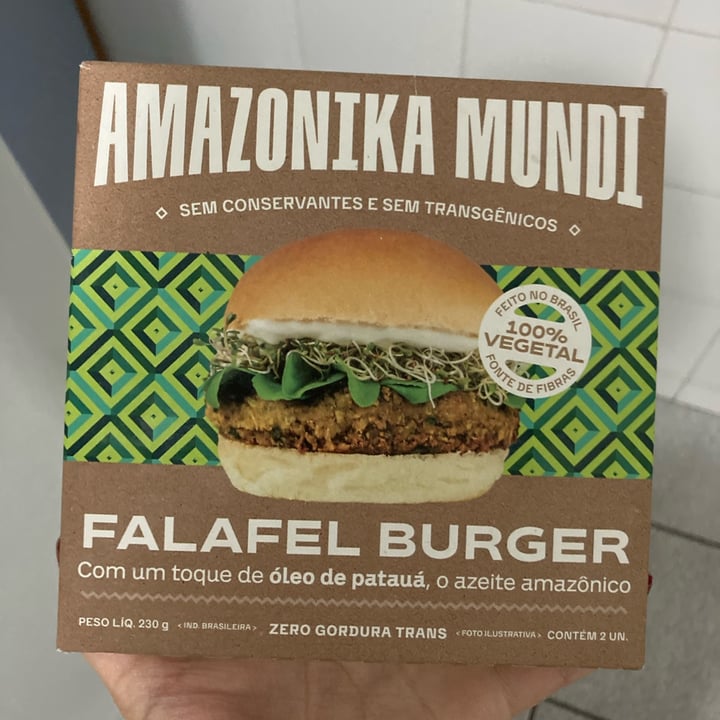 AMAZONIKA MUNDI
SEM CONSERVANTES E SEM TRANSGÊNICOS
FEITO NO BRASIL
100%
VEGETAL
FONTE DE FIBRAS
FALAFEL BURGER
Com um toque de óleo de patauá, o azeite amazônico
PESO LÍQ. 230 g <IND. BRASILEIRA> ZERO GORDURA TRANS <FOTO ILUSTRATIVA> CONTÉM 2 UN.